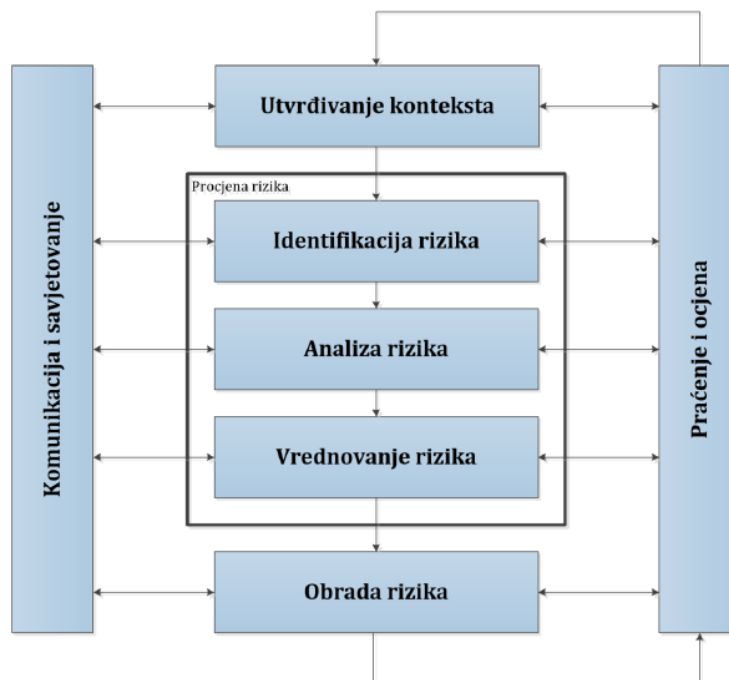 Utvrđivanje konteksta
Procjena rizika
Identifikacija rizika
Analiza rizika
Vrednovanje rizika
Obrada rizika
Komunikacija i savjetovanje
Praćenje i ocjena